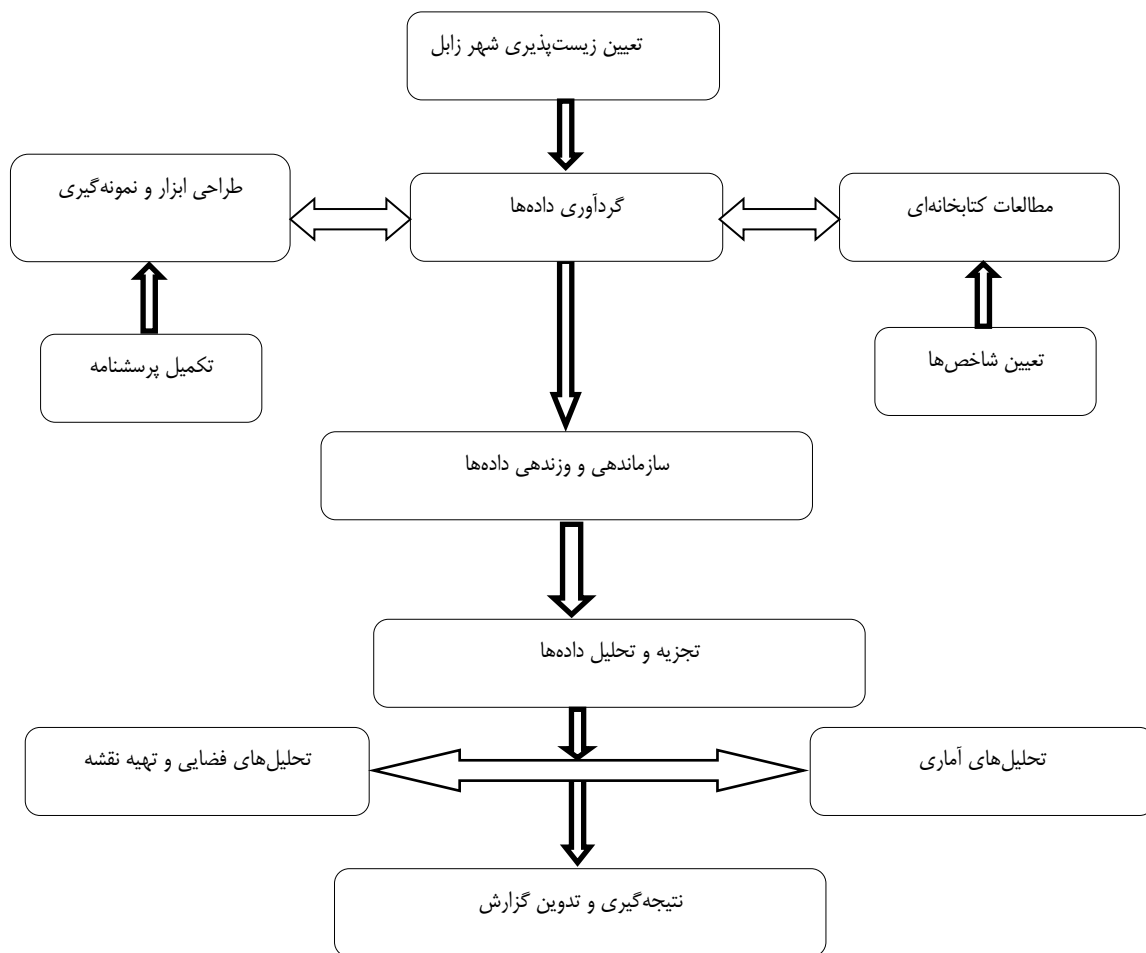 تعیین زیست‌پذیری شهر زابل
مطالعات کتابخانه‌ای
گردآوری داده‌ها
طراحی ابزار و نمونه‌گیری
تعیین شاخص‌ها
تکمیل پرسشنامه
سازماندهی و وزندهی داده‌ها
تجزیه و تحلیل داده‌ها
تحلیل‌های آماری
تحلیل‌های فضایی و تهیه نقشه
نتیجه‌گیری و تدوین گزارش